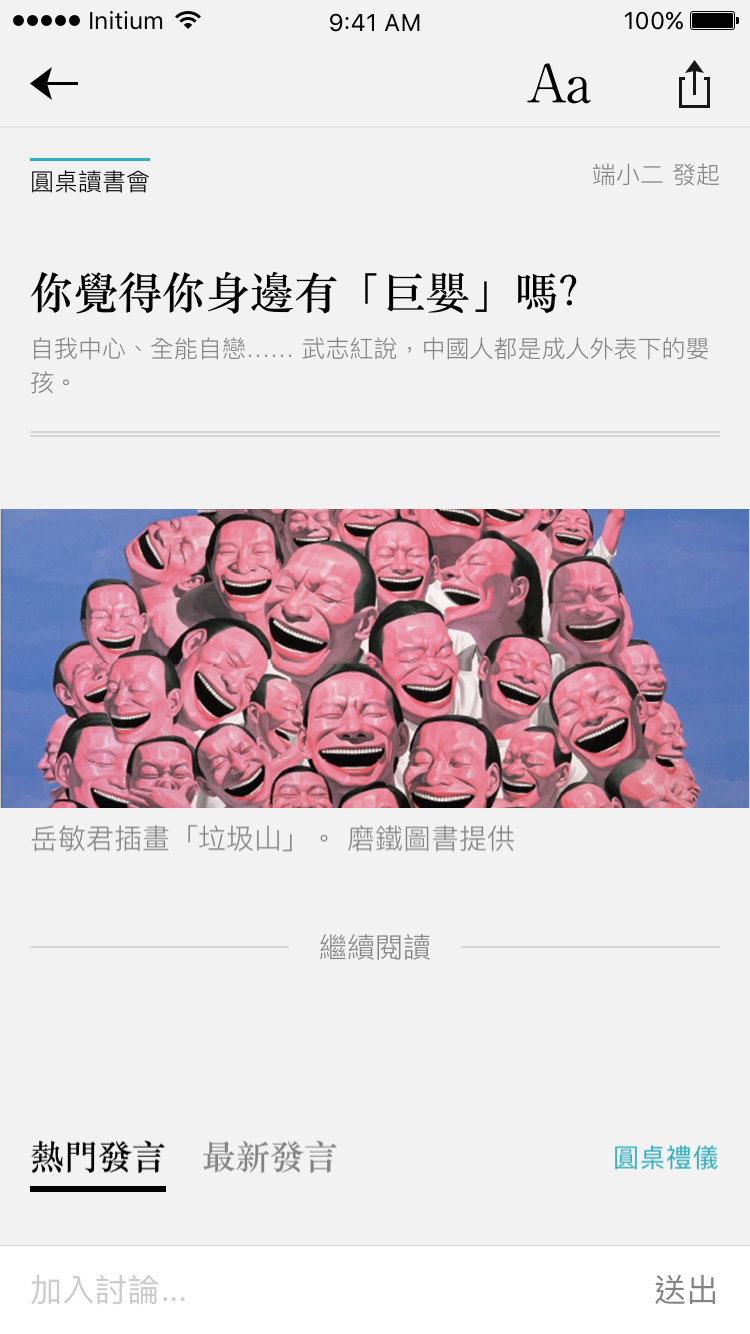 Initium
9:41 AM
100%
Aa
圓桌讀書會
端小二 發起
你覺得你身邊有「巨嬰」嗎?
自我中心、全能自戀…… 武志紅說，中國人都是成人外表下的嬰
孩。
岳敏君插畫「垃圾山」。 磨鐵圖書提供
繼續閱讀
熱門發言
最新發言
圓桌禮儀
加入討論...
送出